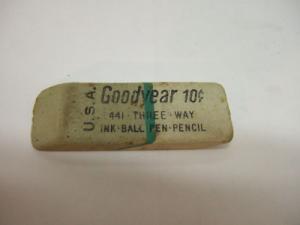 U.S.A.
Goodyear 10¢
441 · THREE · WAY
INK · BALL PEN · PENCIL